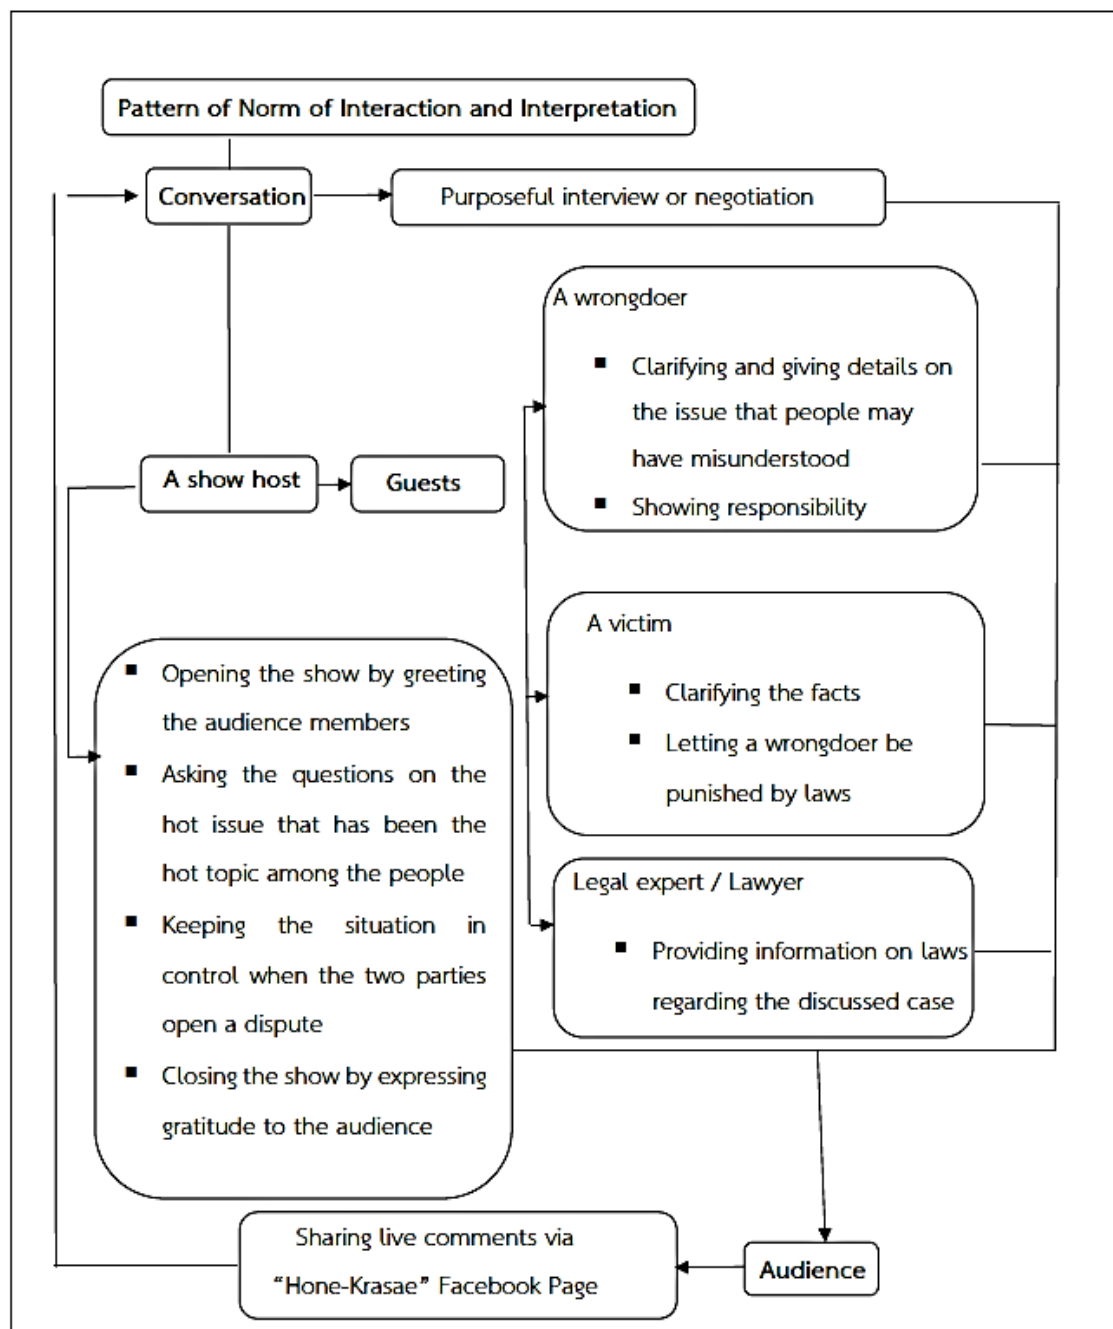 Pattern of Norm of Interaction and Interpretation
Conversation
Purposeful interview or negotiation
A wrongdoer
■ Clarifying and giving details on
the issue that people may
have misunderstood
■ Showing responsibility
A show host
Guests
A victim
■ Clarifying the facts
■ Letting a wrongdoer be
punished by laws
■ Opening the show by greeting
the audience members
■ Asking the questions on the
hot issue that has been the
hot topic among the people
■ Keeping the situation in
control when the two parties
open a dispute
■ Closing the show by expressing
gratitude to the audience
Legal expert / Lawyer
■ Providing information on laws
regarding the discussed case
Sharing live comments via
“Hone-Krasae” Facebook Page
Audience